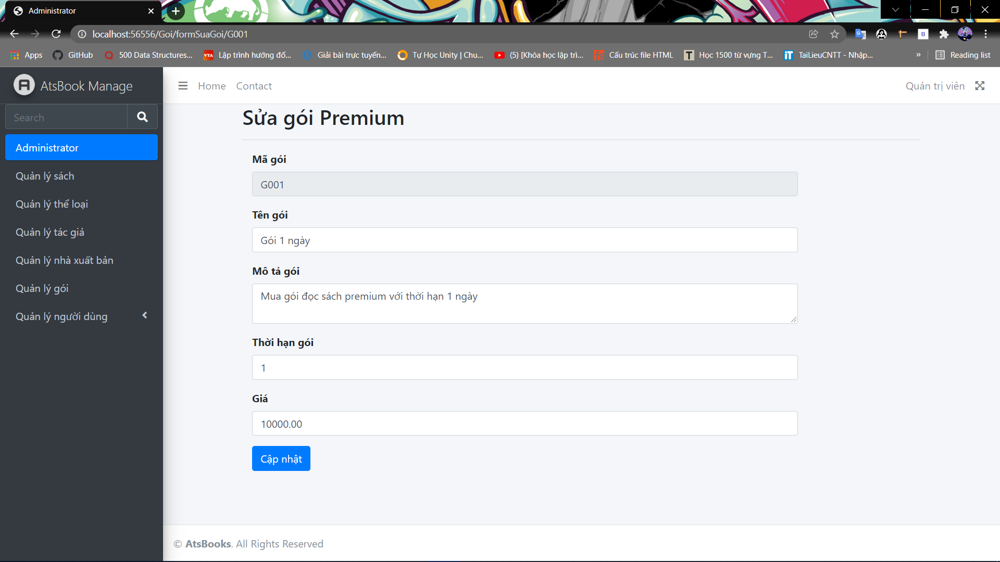 Administrator
localhost:56556/Goi/formSuaGoi/G001
Apps
GitHub
500 Data Structures...
VTA
Lập trình hướng đố...
Giải bài trực tuyến...
Tự Học Unity | Chu...
(5) [Khóa học lập trì...
Cấu trúc file HTML
T
Học 1500 từ vựng T...
iT
TaiLieuCNTT - Nhập...
»
Reading list
AtsBook Manage
Home
Contact
Quản trị viên
Search
Administrator
Quản lý sách
Quản lý thể loại
Quản lý tác giả
Quản lý nhà xuất bản
Quản lý gói
Quản lý người dùng
Sửa gói Premium
Mã gói
G001
Tên gói
Gói 1 ngày
Mô tả gói
Mua gói đọc sách premium với thời hạn 1 ngày
Thời hạn gói
1
Giá
10000.00
Cập nhật
© AtsBooks. All Rights Reserved